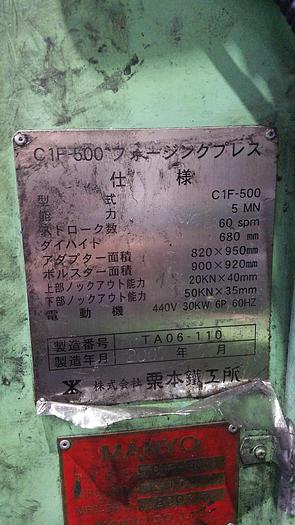 C1F-500 フォージングプレス
仕様
型式 C1F-500
能力 5 MN
ストローク数 60 spm
ダイハイト 680 mm
アダプター面積 820×950mm
ボルスター面積 900×920mm
上部ノックアウト能力 20KN×40mm
下部ノックアウト能力 50KN×35mm
電動機 440V 30KW 6P 60HZ
製造番号 TA06-110
製造年月 年 月
株式会社 栗本鐵工所
MANYO